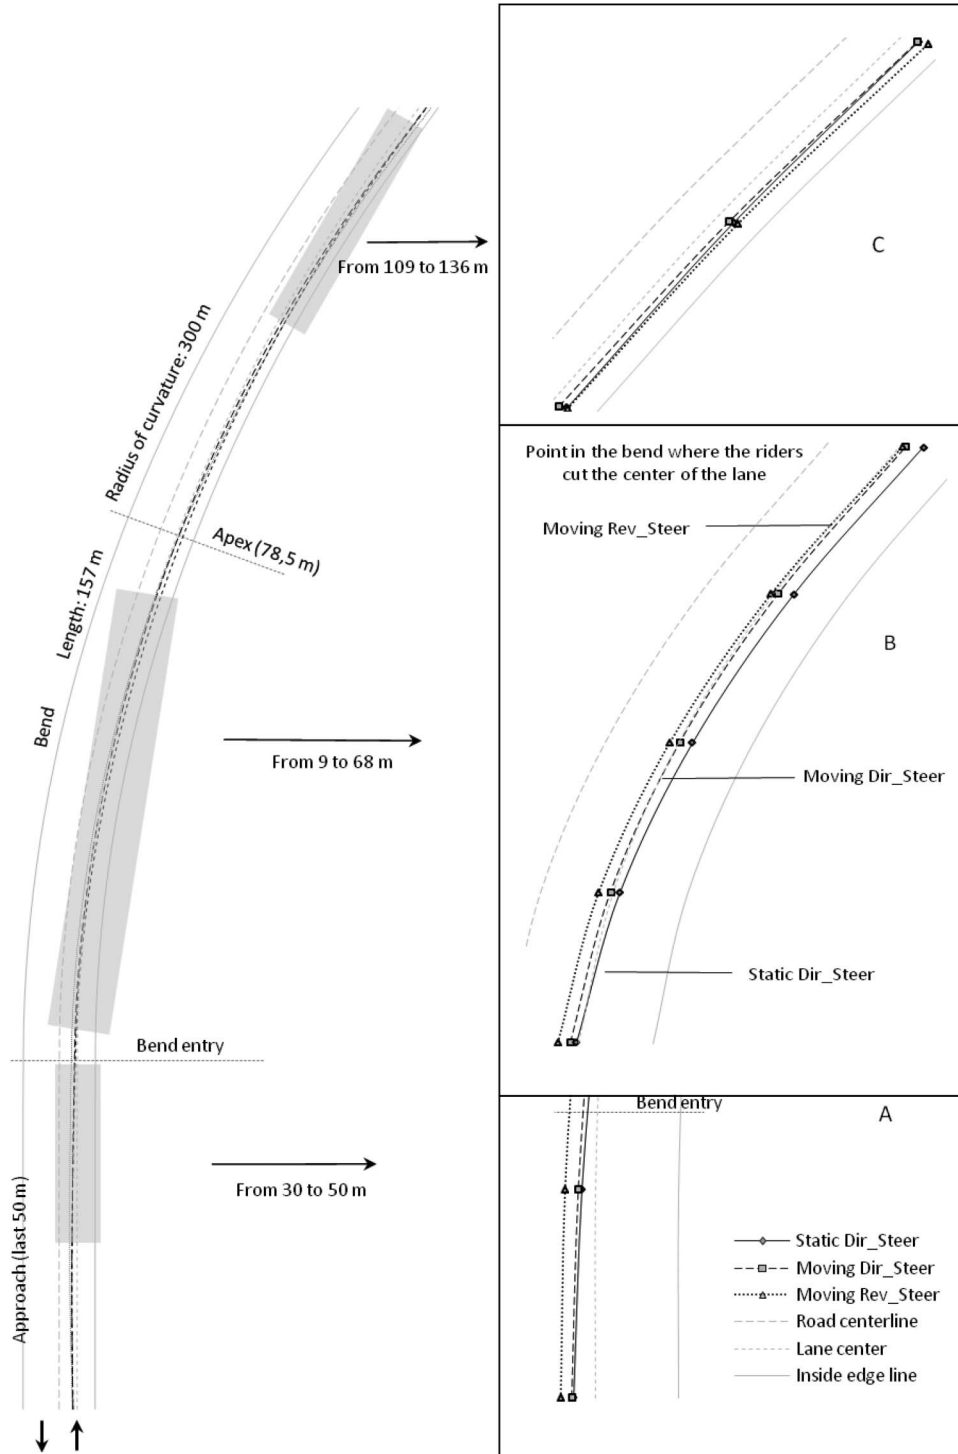 From 109 to 136 m
Radius of curvature: 300 m
Apex (78,5 m)
Length: 157 m
Bend
From 9 to 68 m
Bend entry
From 30 to 50 m
Approach (last 50 m)
C
Point in the bend where the riders
cut the center of the lane
Moving Rev_Steer
B
Moving Dir_Steer
Static Dir_Steer
Bend entry
A
Static Dir_Steer
Moving Dir_Steer
Moving Rev_Steer
Road centerline
Lane center
Inside edge line